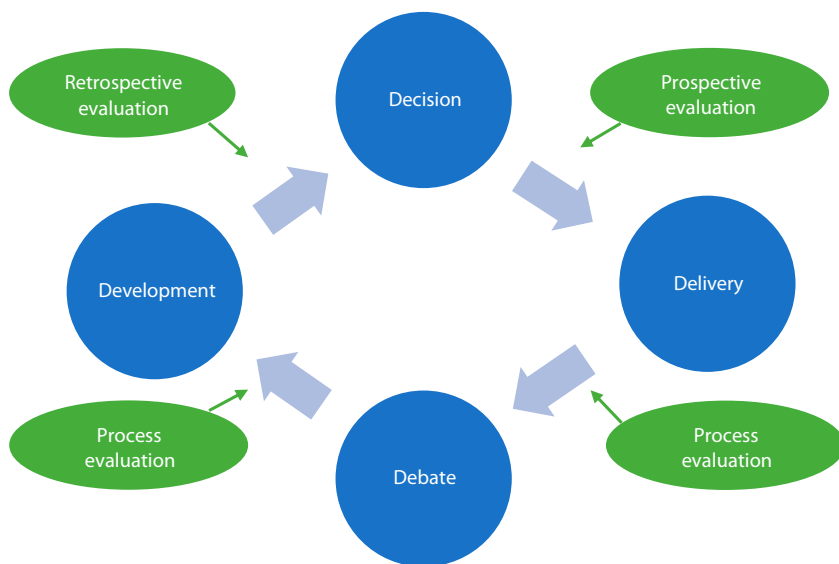 Retrospective
evaluation
Decision
Prospective
evaluation
Development
Delivery
Process
evaluation
Debate
Process
evaluation